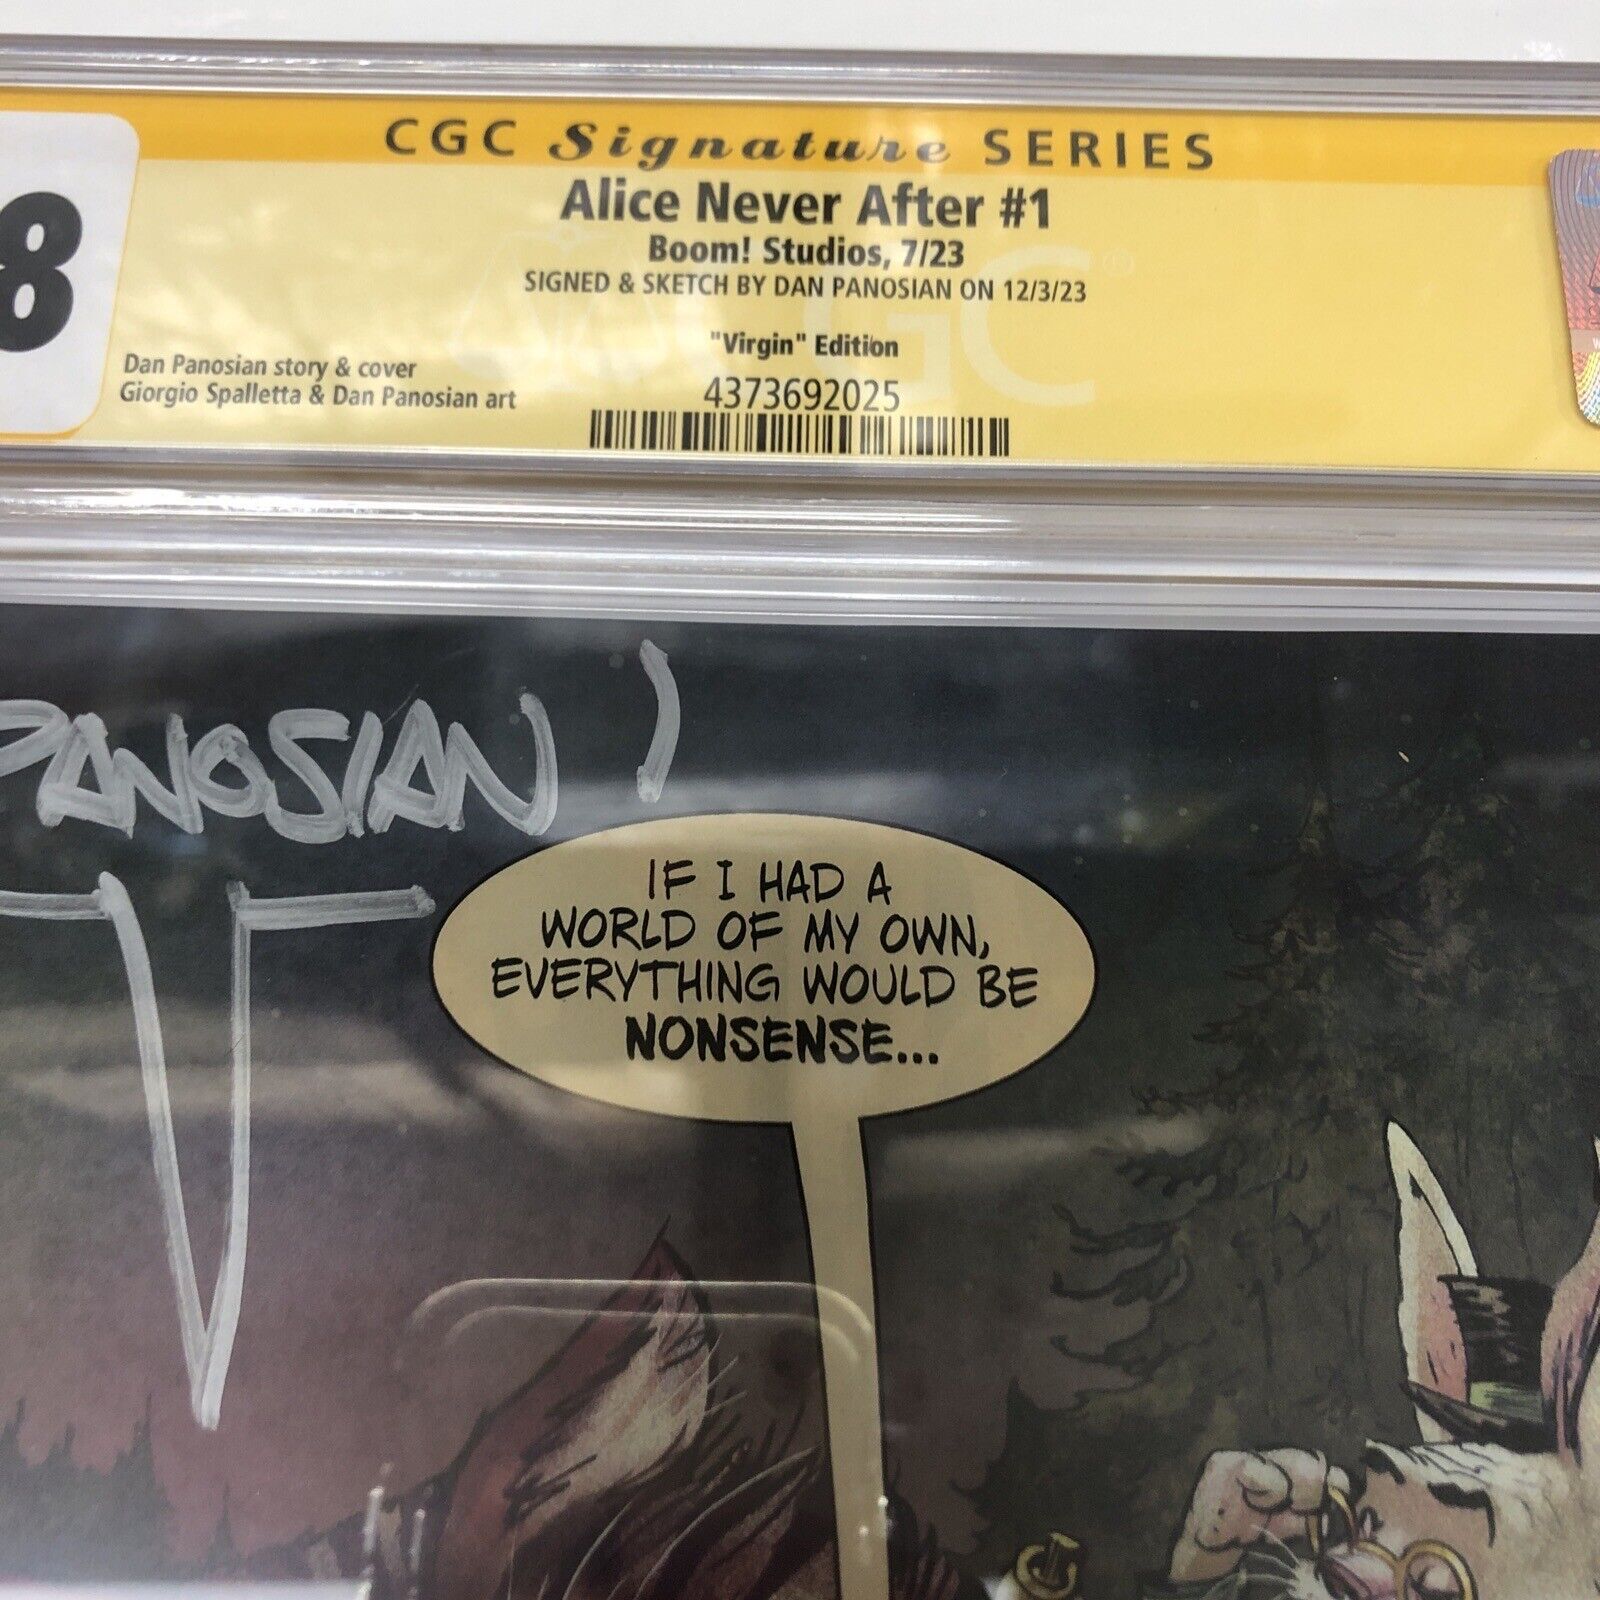 8
CGC Signature SERIES
Alice Never After #1
Boom! Studios, 7/23
SIGNED & SKETCH BY DAN PANOSIAN ON 12/3/23
"Virgin" Edition
Dan Panosian story & cover
Giorgio Spalletta & Dan Panosian art
4373692025
CGC
PANOSIAN'
IF I HAD A
WORLD OF MY OWN,
EVERYTHING WOULD BE
NONSENSE...